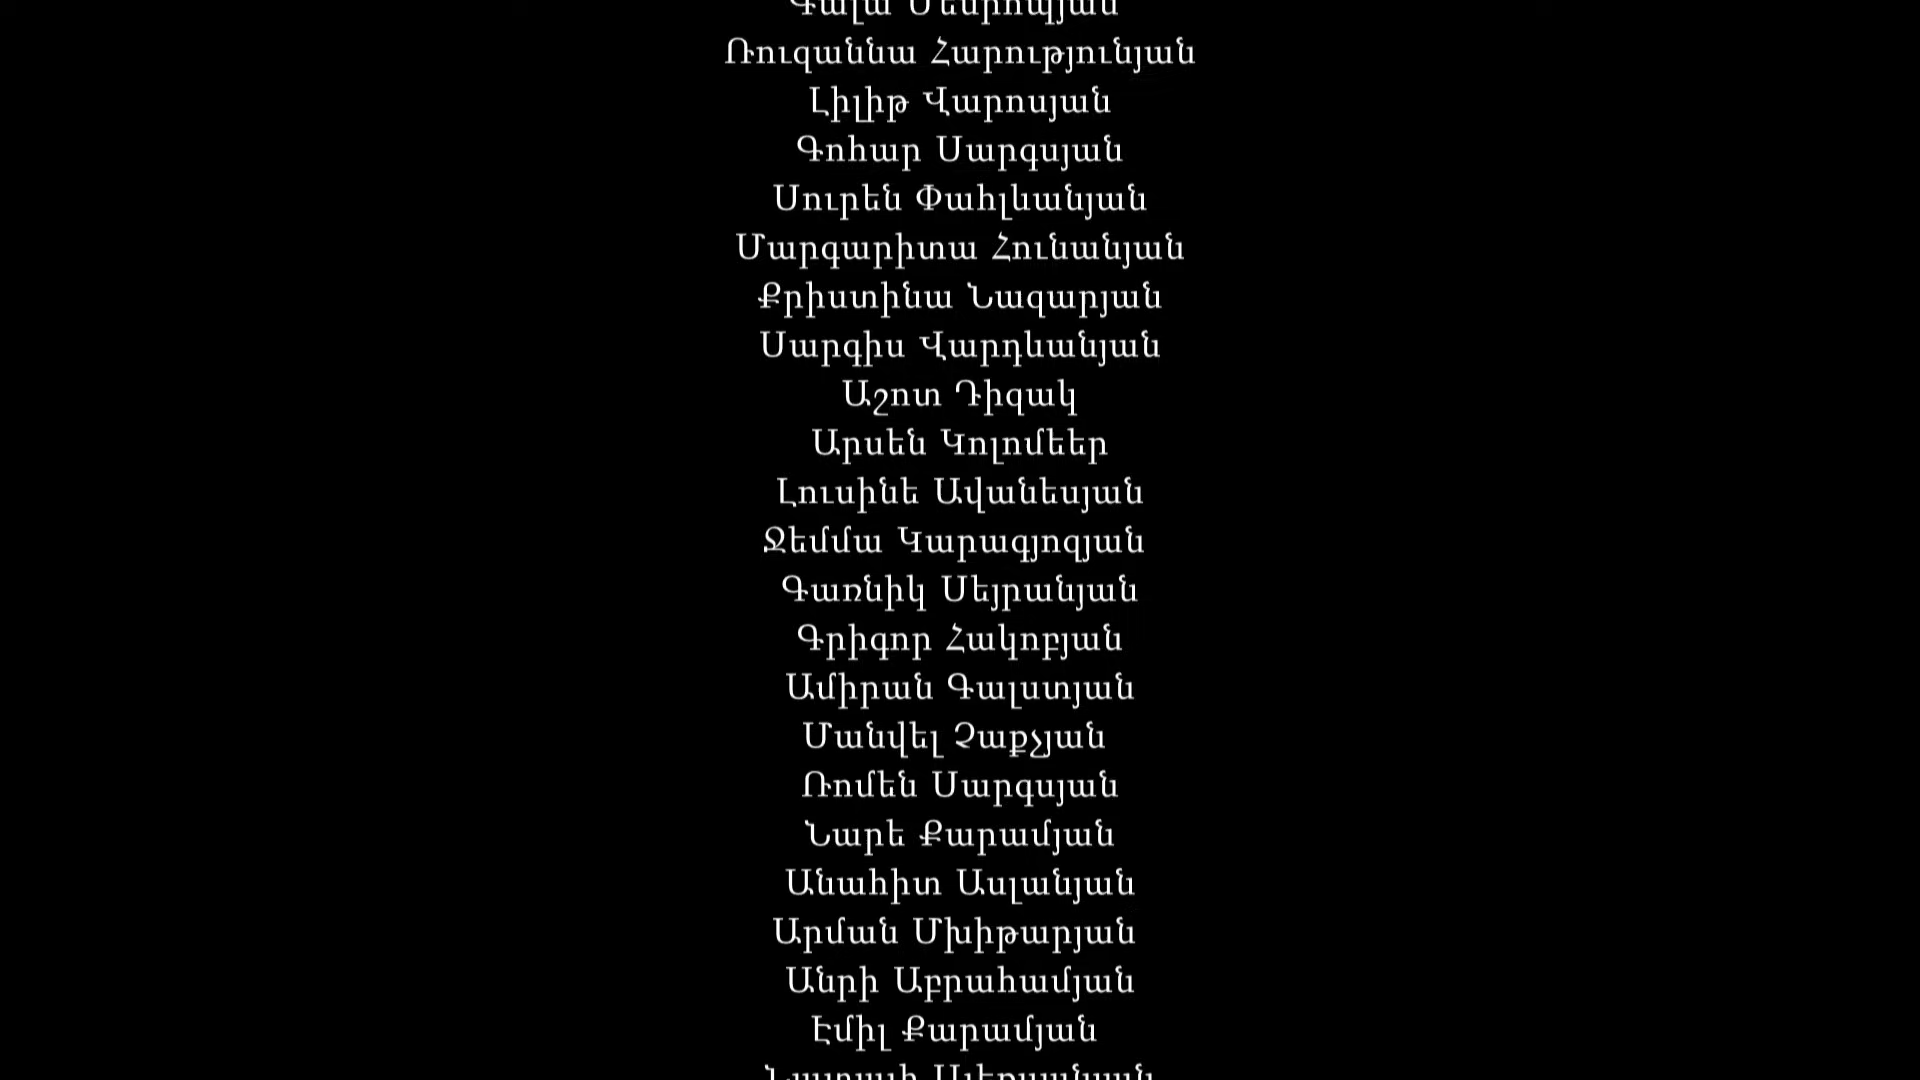 Գալա Մեսրոպյան
Ռուզաննա Հարությունյան
Լիլիթ Վարոսյան
Գոհար Սարգսյան
Սուրեն Փահլևանյան
Մարգարիտա Հունանյան
Քրիստինա Նազարյան
Սարգիս Վարդևանյան
Աշոտ Դիզակ
Արսեն Կոլոմեեր
Լուսինե Ավանեսյան
Ջեմմա Կարագյոզյան
Գառնիկ Սեյրանյան
Գրիգոր Հակոբյան
Ամիրան Գալստյան
Մանվել Չաքչյան
Ռոմեն Սարգսյան
Նարե Քարամյան
Անահիտ Ասլանյան
Արման Մխիթարյան
Անրի Աբրահամյան
Էմիլ Քարամյան